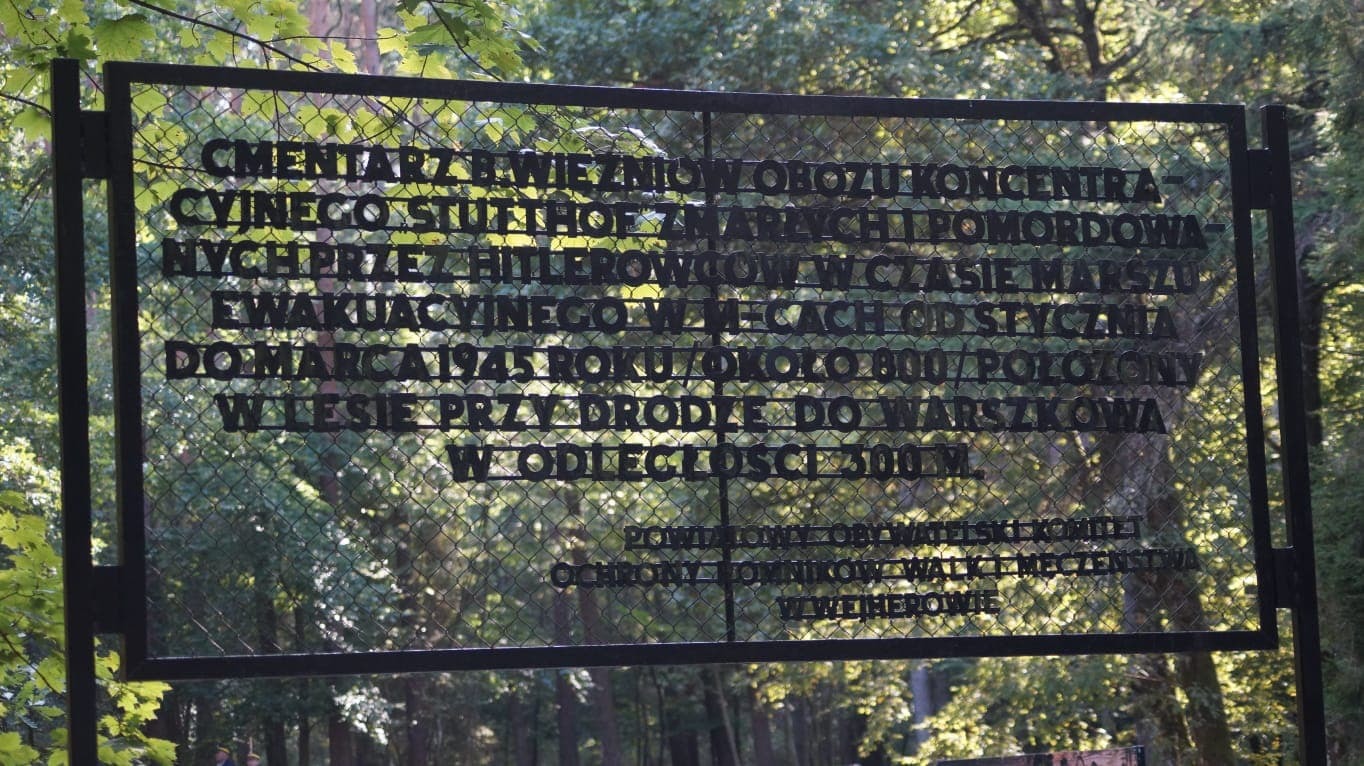 CMENTARZ B.WIĘŹNIÓW OBOZU KONCENTRA-
CYJNEGO STUTTHOF ZMARŁYCH I POMORDOWA-
NYCH PRZEZ HITLEROWCÓW W CZASIE MARSZU
EWAKUACYJNEGO W M-CACH OD STYCZNIA
DO MARCA 1945 ROKU /OKOŁO 800/ POŁOŻONY
W LESIE PRZY DRODZE DO WARSZKOWA
W ODLEGŁOŚCI 300 M.
POWIATOWY OBYWATELSKI KOMITET
OCHRONY POMNIKÓW WALK I MĘCZEŃSTWA
W WEJHEROWIE